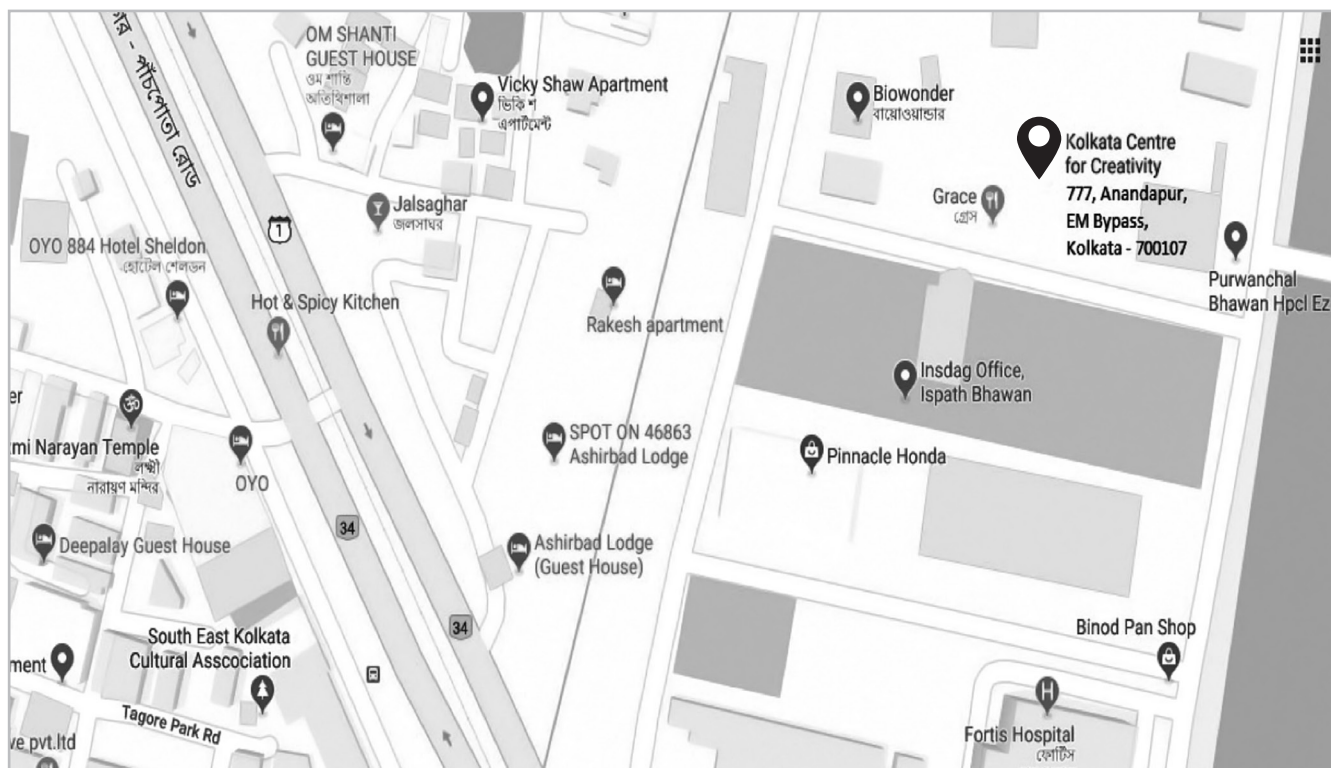 গর - পাঁচপোতা রোড
OM SHANTI
GUEST HOUSE
ওম শান্তি
অতিথিশালা
Vicky Shaw Apartment
ভিকি শ
এপার্টমেন্ট
Biowonder
বায়োওয়ান্ডার
Kolkata Centre
for Creativity
777, Anandapur,
EM Bypass,
Kolkata - 700107
Grace
গ্রেস
Jalsaghar
জলসাঘর
1
OYO 884 Hotel Sheldon
হোটেল শেলডন
Purwanchal
Bhawan Hpcl Ez
Hot & Spicy Kitchen
Rakesh apartment
Insdag Office,
Ispath Bhawan
er
mi Narayan Temple
লক্ষ্মী
নারায়ণ মন্দির
OYO
SPOT ON 46863
Ashirbad Lodge
Pinnacle Honda
34
Deepalay Guest House
Ashirbad Lodge
(Guest House)
34
South East Kolkata
Cultural Asscociation
Binod Pan Shop
ment
Tagore Park Rd
H
Fortis Hospital
ফোর্টিস
ve pvt.ltd